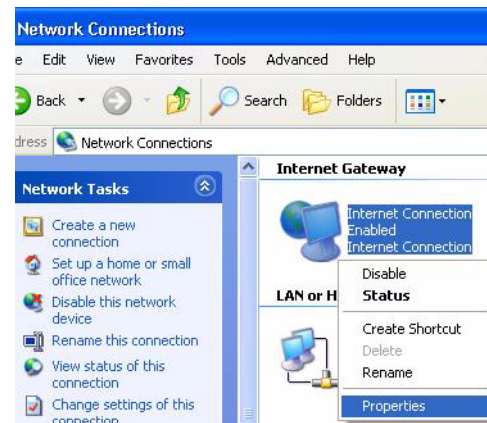 Network Connections
e Edit View Favorites Tools Advanced Help
Back Search Folders
dress Network Connections
Network Tasks
Create a new
connection
Set up a home or small
office network
Disable this network
device
Rename this connection
View status of this
connection
Change settings of this
connection
Internet Gateway
Internet Connection
Enabled
Internet Connection
LAN or H
Disable
Status
Create Shortcut
Delete
Rename
Properties